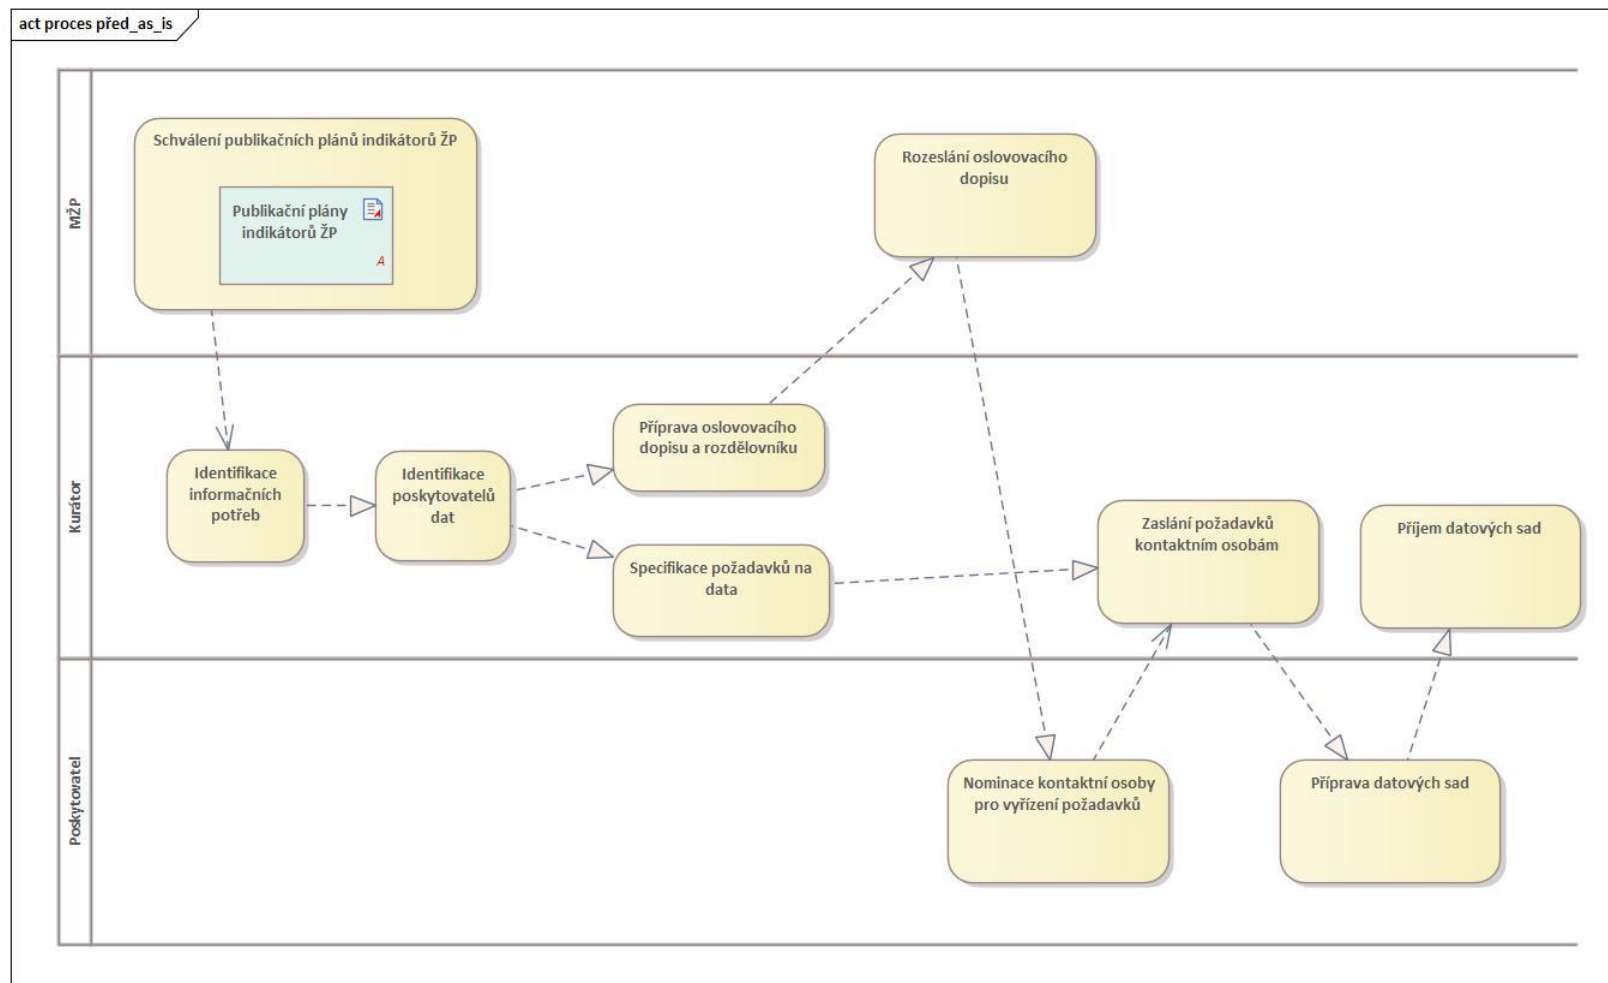 act proces před_as_is
MŽP
Schválení publikačních plánů indikátorů ŽP
Publikační plány
indikátorů ŽP
A
Rozeslání oslovovacího
dopisu
Kurátor
Identifikace
informačních
potřeb
Identifikace
poskytovatelů
dat
Příprava oslovovacího
dopisu a rozdělovníku
Specifikace požadavků na
data
Zaslání požadavků
kontaktním osobám
Příjem datových sad
Poskytovatel
Nominace kontaktní osoby
pro vyřízení požadavků
Příprava datových sad